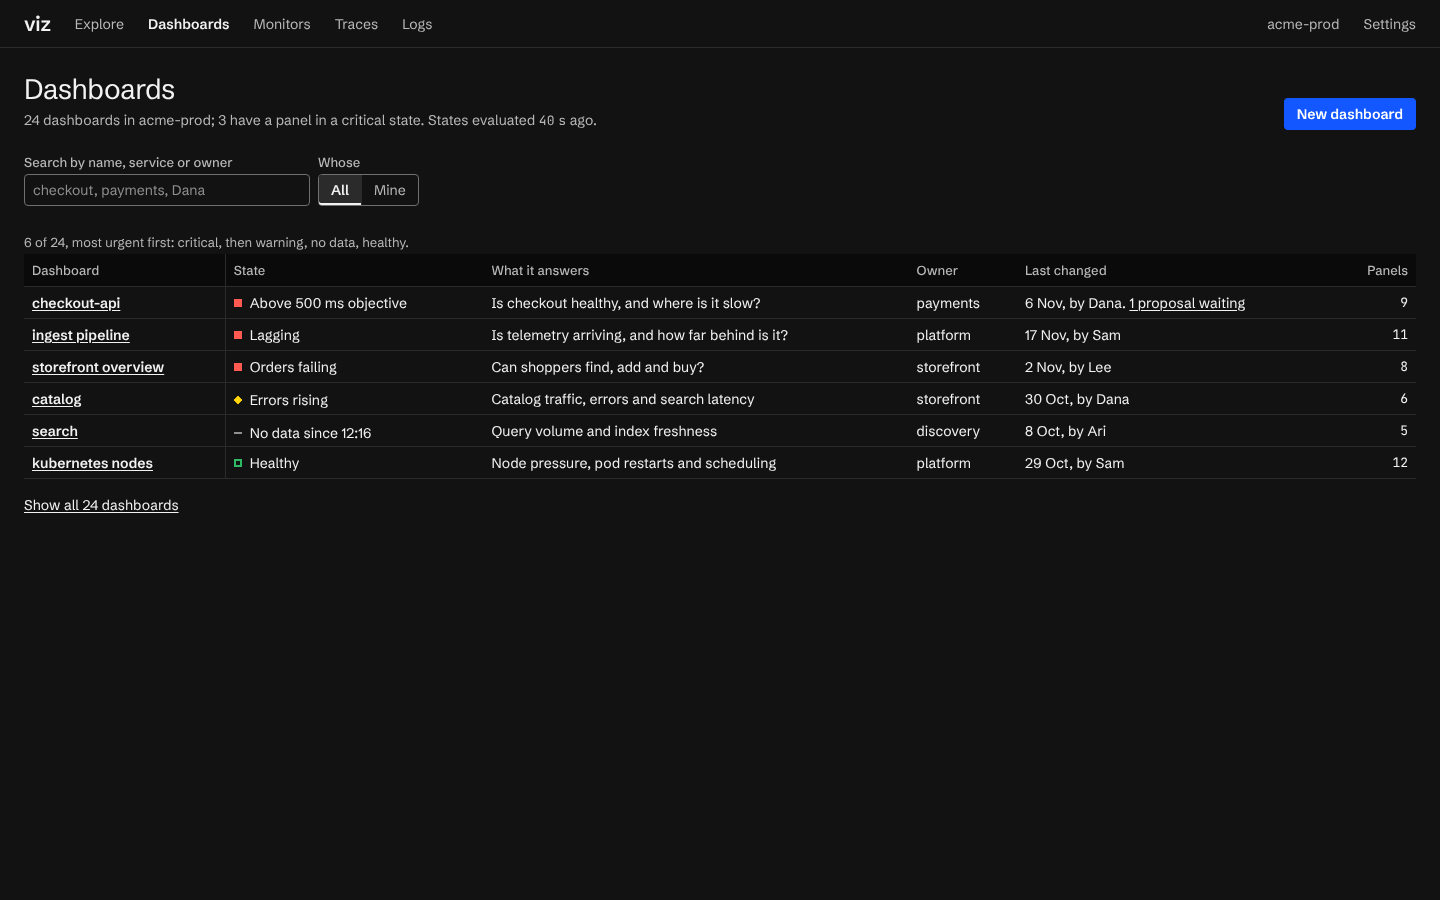 viz Explore Dashboards Monitors Traces Logs acme-prod Settings
Dashboards
24 dashboards in acme-prod; 3 have a panel in a critical state. States evaluated 40 s ago.
New dashboard
Search by name, service or owner Whose
checkout, payments, Dana All Mine
6 of 24, most urgent first: critical, then warning, no data, healthy.
Dashboard State What it answers Owner Last changed Panels
checkout-api Above 500 ms objective Is checkout healthy, and where is it slow? payments 6 Nov, by Dana. 1 proposal waiting 9
ingest pipeline Lagging Is telemetry arriving, and how far behind is it? platform 17 Nov, by Sam 11
storefront overview Orders failing Can shoppers find, add and buy? storefront 2 Nov, by Lee 8
catalog Errors rising Catalog traffic, errors and search latency storefront 30 Oct, by Dana 6
search No data since 12:16 Query volume and index freshness discovery 8 Oct, by Ari 5
kubernetes nodes Healthy Node pressure, pod restarts and scheduling platform 29 Oct, by Sam 12
Show all 24 dashboards